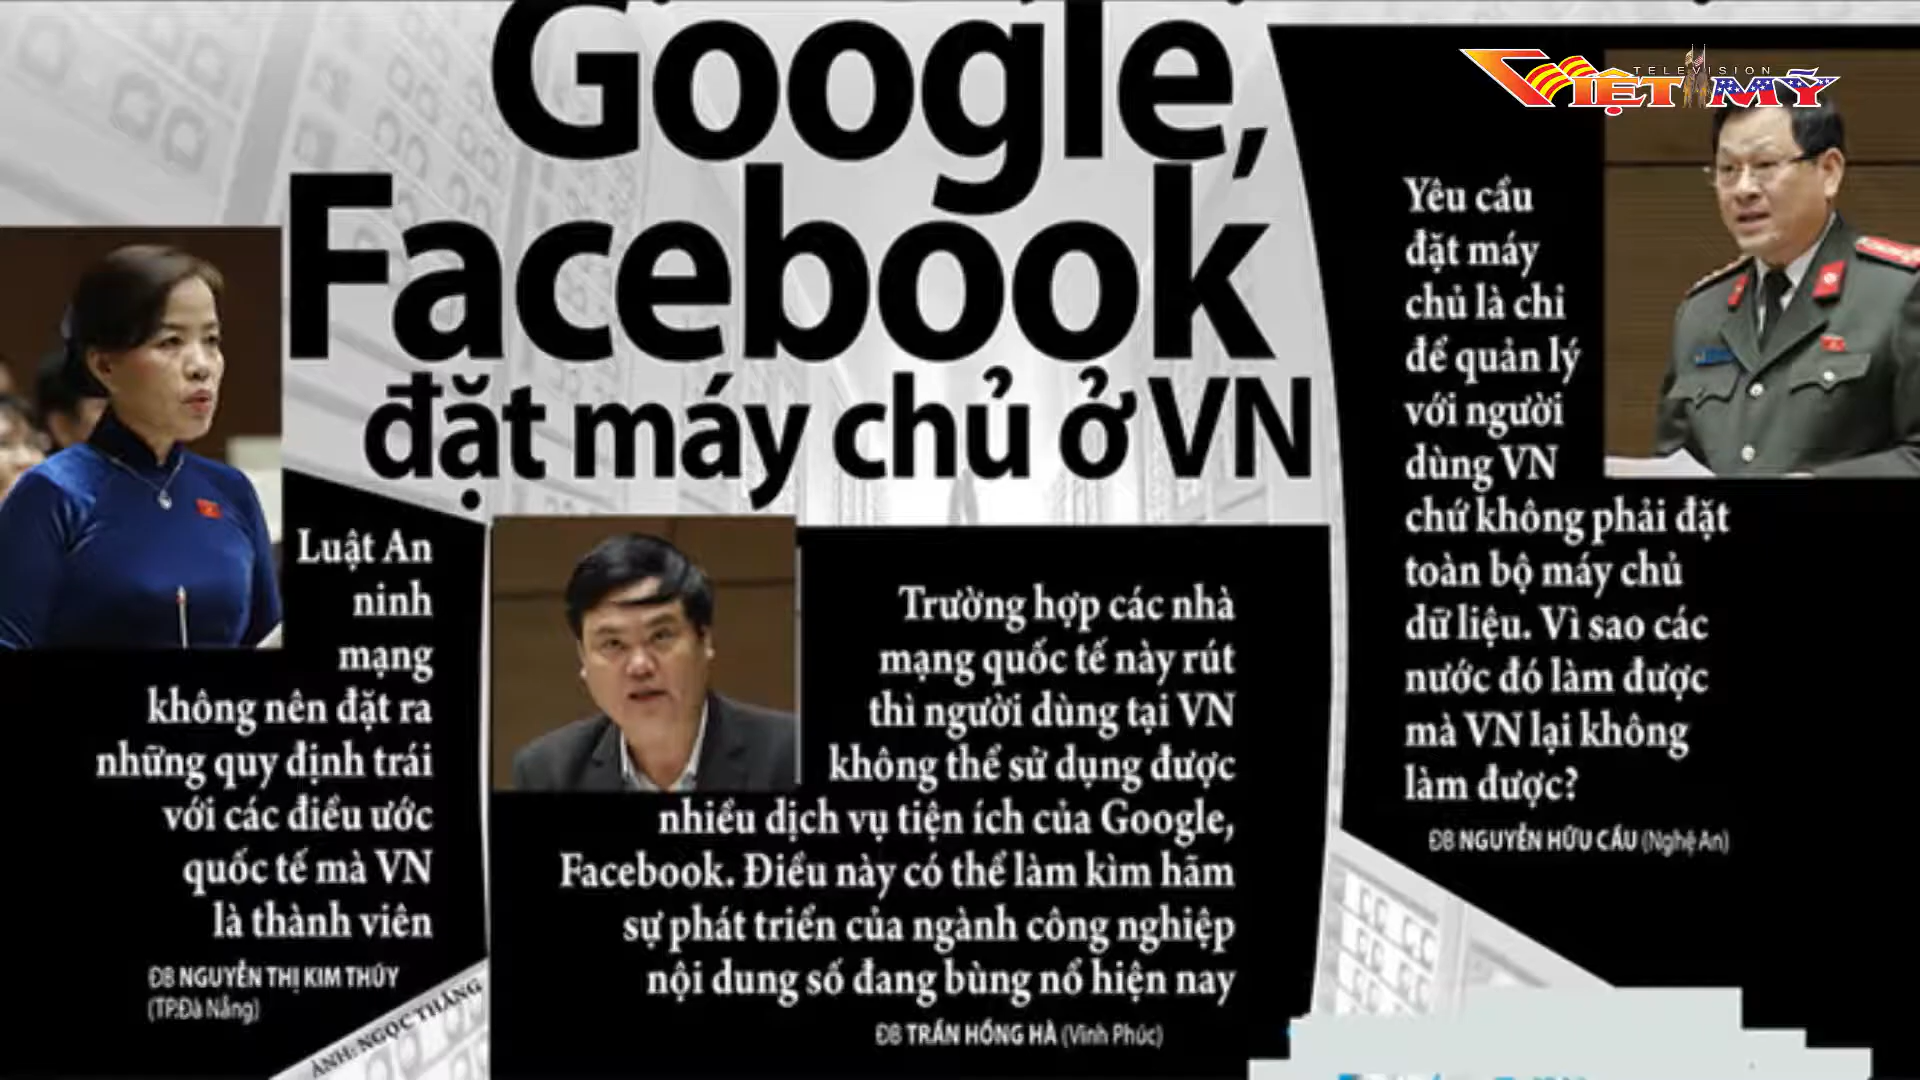 Google,
Facebook
đặt máy chủ ở VN
TELEVISION
VIỆT MỸ
Luật An
ninh
mạng
không nên đặt ra
những quy định trái
với các điều ước
quốc tế mà VN
là thành viên
ĐB NGUYỄN THỊ KIM THÚY
(TP.Đà Nẵng)
ẢNH: NGỌC THẮNG
Trường hợp các nhà
mạng quốc tế này rút
thì người dùng tại VN
không thể sử dụng được
nhiều dịch vụ tiện ích của Google,
Facebook. Điều này có thể làm kìm hãm
sự phát triển của ngành công nghiệp
nội dung số đang bùng nổ hiện nay
ĐB TRẦN HỒNG HÀ (Vĩnh Phúc)
Yêu cầu
đặt máy
chủ là chỉ
để quản lý
với người
dùng VN
chứ không phải đặt
toàn bộ máy chủ
dữ liệu. Vì sao các
nước đó làm được
mà VN lại không
làm được?
ĐB NGUYỄN HỮU CẦU (Nghệ An)